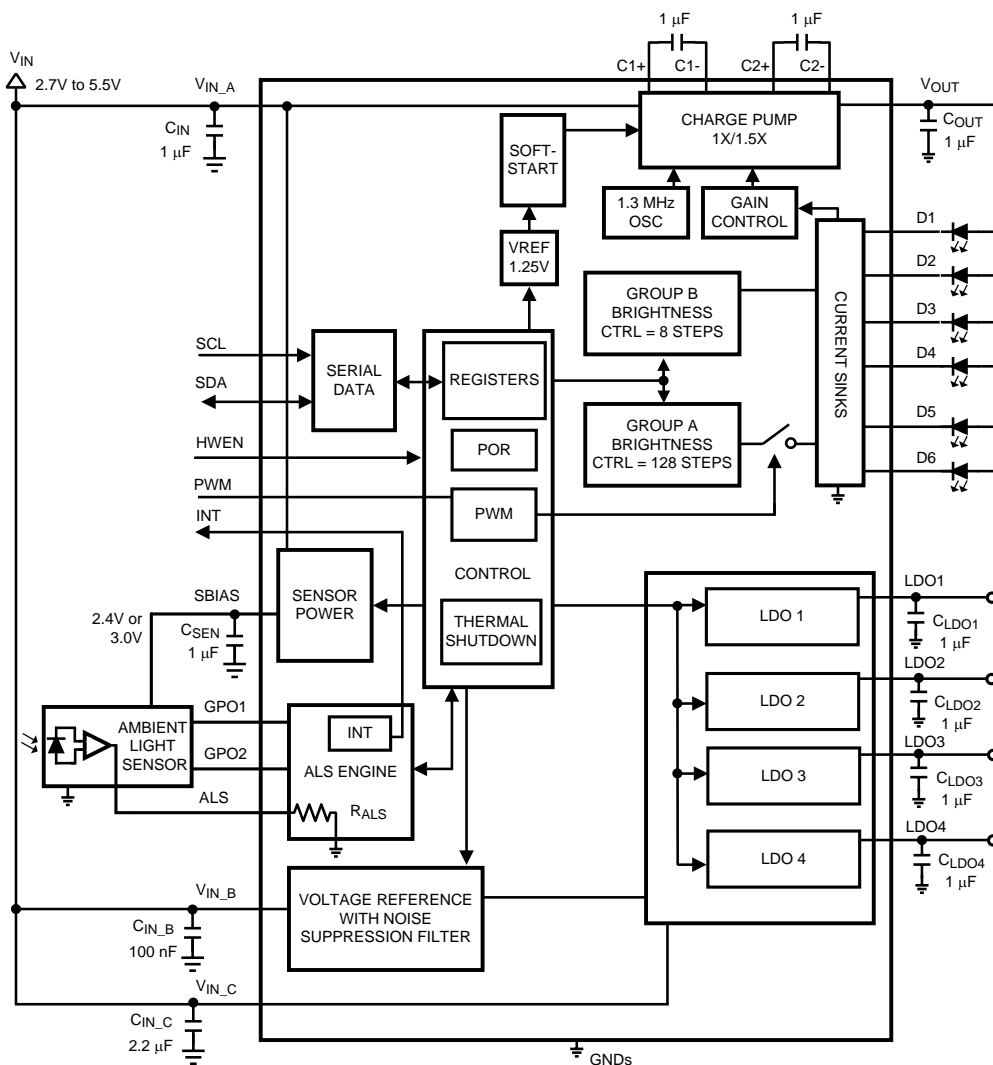 1 µF
1 µF
C1+
C1-
C2+
C2-
VIN
2.7V to 5.5V
VIN_A
VOUT
CIN
1 µF
COUT
1 µF
CHARGE PUMP
1X/1.5X
SOFT-
START
1.3 MHz
OSC
GAIN
CONTROL
VREF
1.25V
D1
D2
D3
D4
D5
D6
CURRENT SINKS
GROUP B
BRIGHTNESS
CTRL = 8 STEPS
GROUP A
BRIGHTNESS
CTRL = 128 STEPS
SCL
SDA
SERIAL
DATA
REGISTERS
HWEN
POR
PWM
PWM
INT
CONTROL
SBIAS
SENSOR
POWER
THERMAL
SHUTDOWN
2.4V or
3.0V
CSEN
1 µF
LDO 1
LDO1
CLDO1
1 µF
LDO 2
LDO2
CLDO2
1 µF
LDO 3
LDO3
CLDO3
1 µF
LDO 4
LDO4
CLDO4
1 µF
AMBIENT
LIGHT
SENSOR
GPO1
GPO2
ALS
INT
ALS ENGINE
RALS
VIN_B
CIN_B
100 nF
VOLTAGE REFERENCE
WITH NOISE
SUPPRESSION FILTER
VIN_C
CIN_C
2.2 µF
GNDs